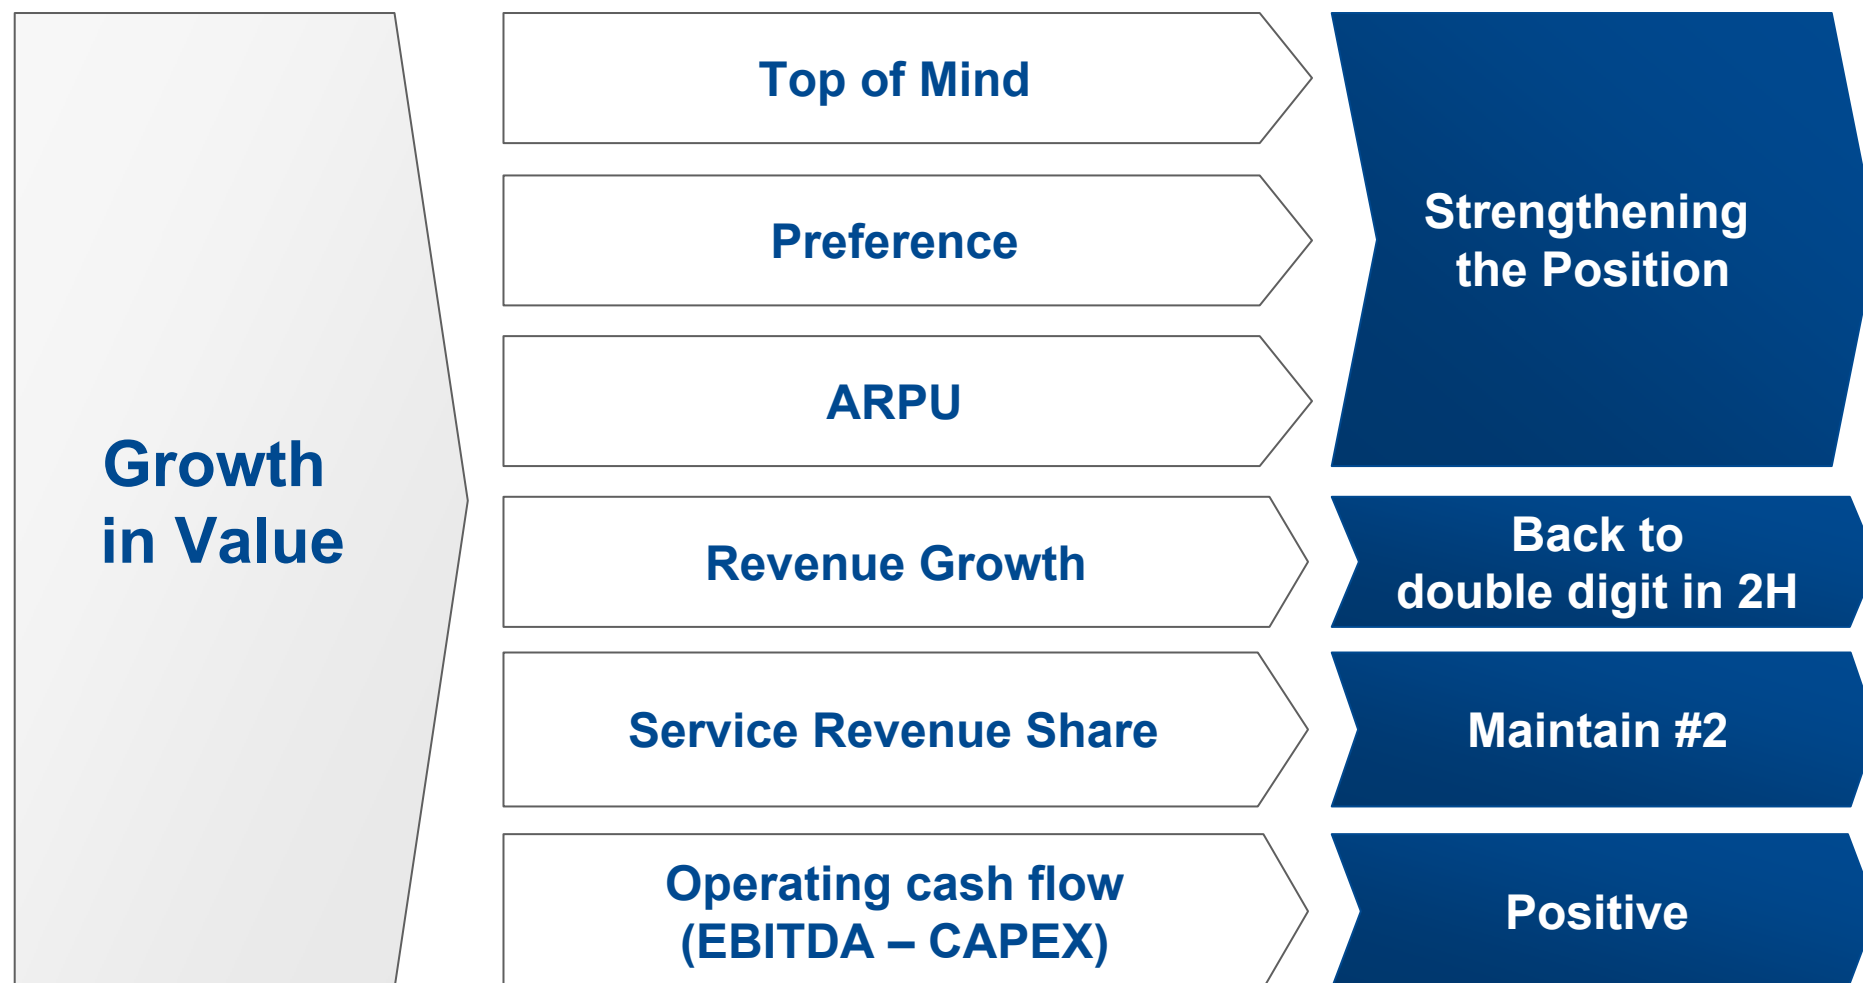 Growth
in Value
Top of Mind
Preference
ARPU
Strengthening
the Position
Revenue Growth
Back to
double digit in 2H
Service Revenue Share
Maintain #2
Operating cash flow
(EBITDA – CAPEX)
Positive